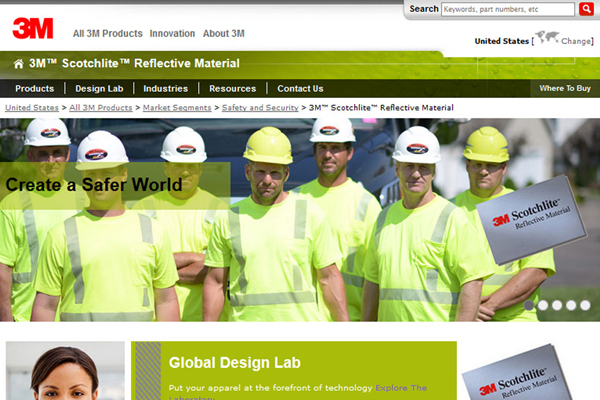 Search Keywords, part numbers, etc
3M
All 3M Products Innovation About 3M
United States [ Change]
3M™ Scotchlite™ Reflective Material
Products Design Lab Industries Resources Contact Us Where To Buy
United States > All 3M Products > Market Segments > Safety and Security > 3M™ Scotchlite™ Reflective Material
Create a Safer World
3M Scotchlite™
Reflective Material
Global Design Lab
Put your apparel at the forefront of technology Explore The
Laboratory
3M Scotchlite™
Reflective Material